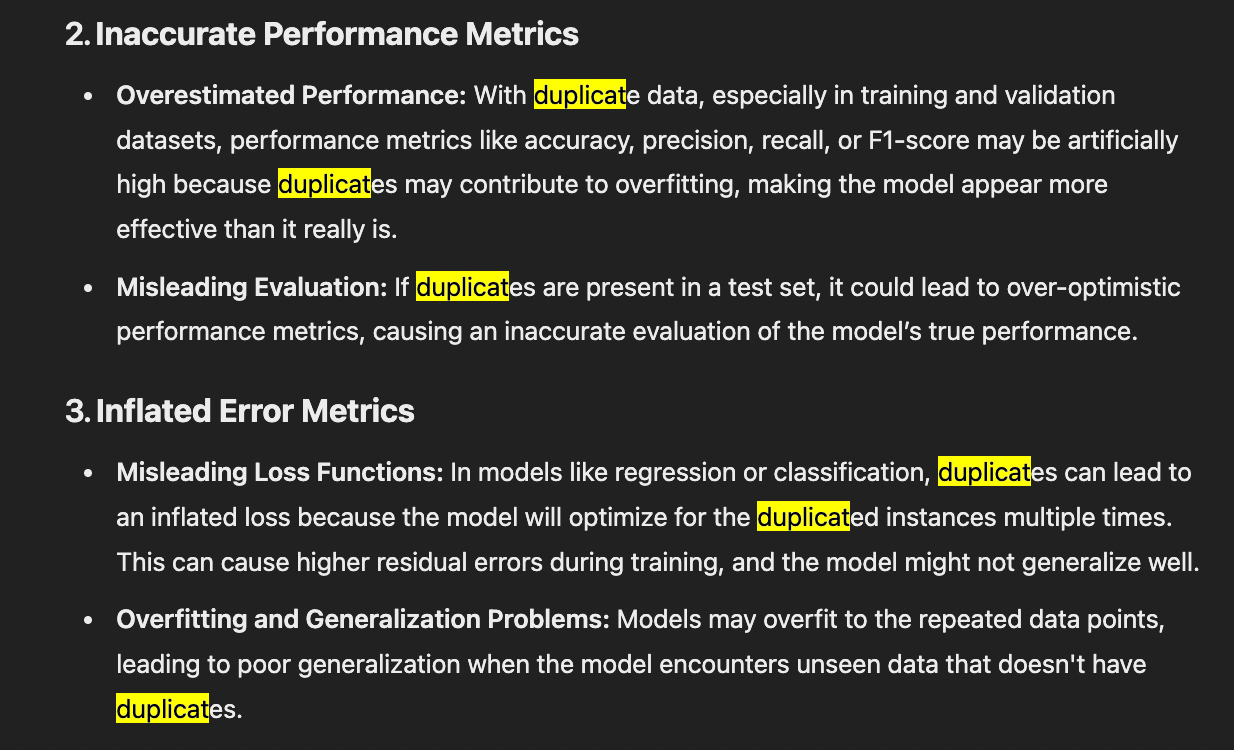 2. Inaccurate Performance Metrics
• Overestimated Performance: With duplicate data, especially in training and validation
datasets, performance metrics like accuracy, precision, recall, or F1-score may be artificially
high because duplicates may contribute to overfitting, making the model appear more
effective than it really is.
• Misleading Evaluation: If duplicates are present in a test set, it could lead to over-optimistic
performance metrics, causing an inaccurate evaluation of the model’s true performance.
3. Inflated Error Metrics
• Misleading Loss Functions: In models like regression or classification, duplicates can lead to
an inflated loss because the model will optimize for the duplicated instances multiple times.
This can cause higher residual errors during training, and the model might not generalize well.
• Overfitting and Generalization Problems: Models may overfit to the repeated data points,
leading to poor generalization when the model encounters unseen data that doesn't have
duplicates.